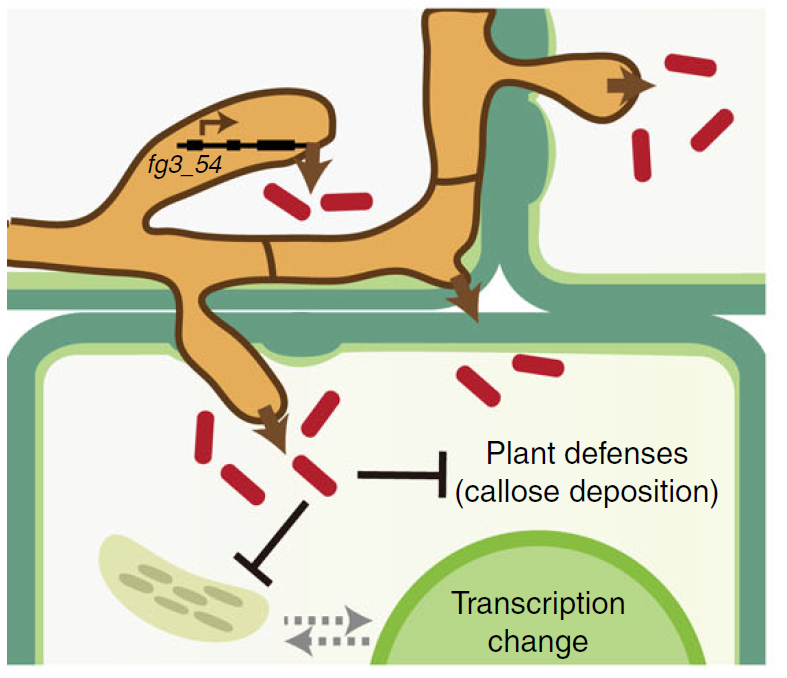 fg3_54
Plant defenses
(callose deposition)
Transcription
change